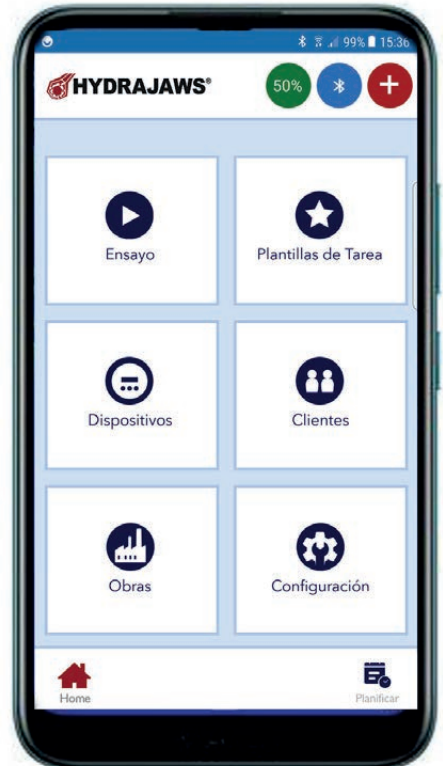 99% 15:36
HYDRAJAWS®
50%
Ensayo
Plantillas de Tarea
Dispositivos
Clientes
Obras
Configuración
Home
Planificar